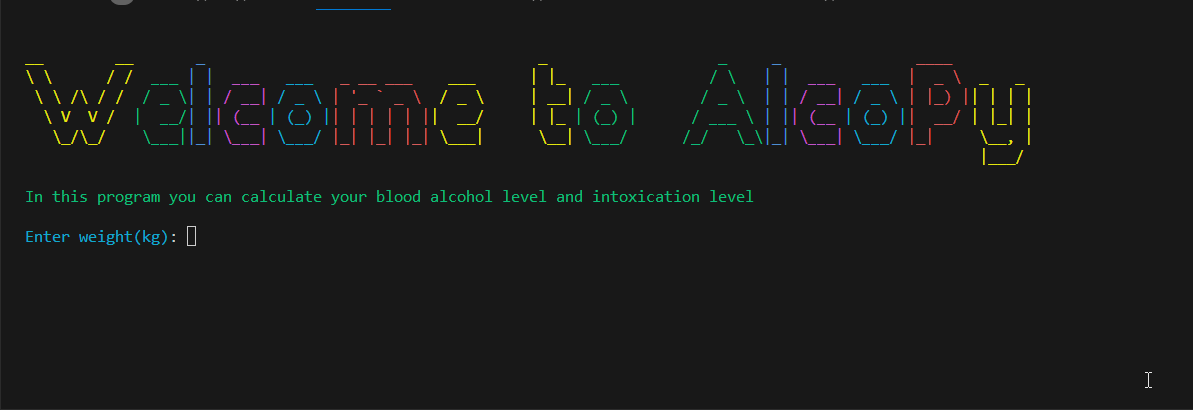 Welcome to AlcoPy
In this program you can calculate your blood alcohol level and intoxication level
Enter weight(kg):